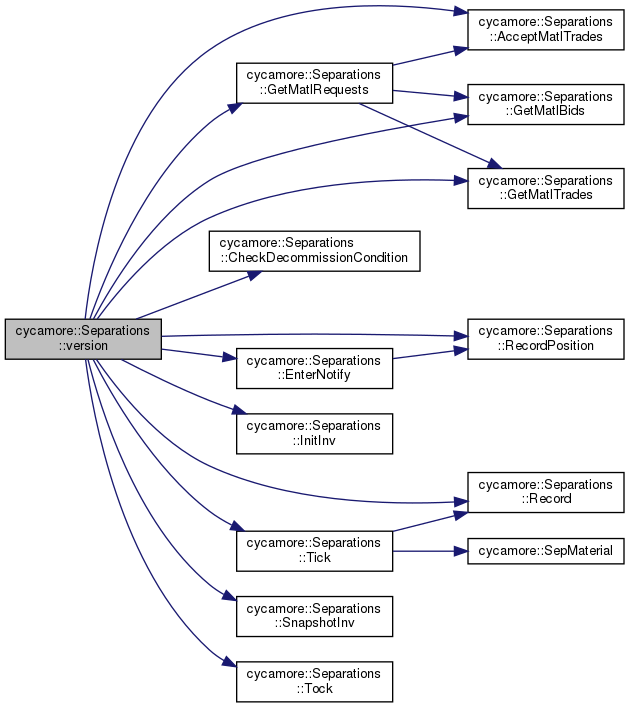 cycamore::Separations
::AcceptMatlTrades
cycamore::Separations
::GetMatlRequests
cycamore::Separations
::GetMatlBids
cycamore::Separations
::GetMatlTrades
cycamore::Separations
::CheckDecommissionCondition
cycamore::Separations
::version
cycamore::Separations
::RecordPosition
cycamore::Separations
::EnterNotify
cycamore::Separations
::InitInv
cycamore::Separations
::Record
cycamore::Separations
::Tick
cycamore::SepMaterial
cycamore::Separations
::SnapshotInv
cycamore::Separations
::Tock